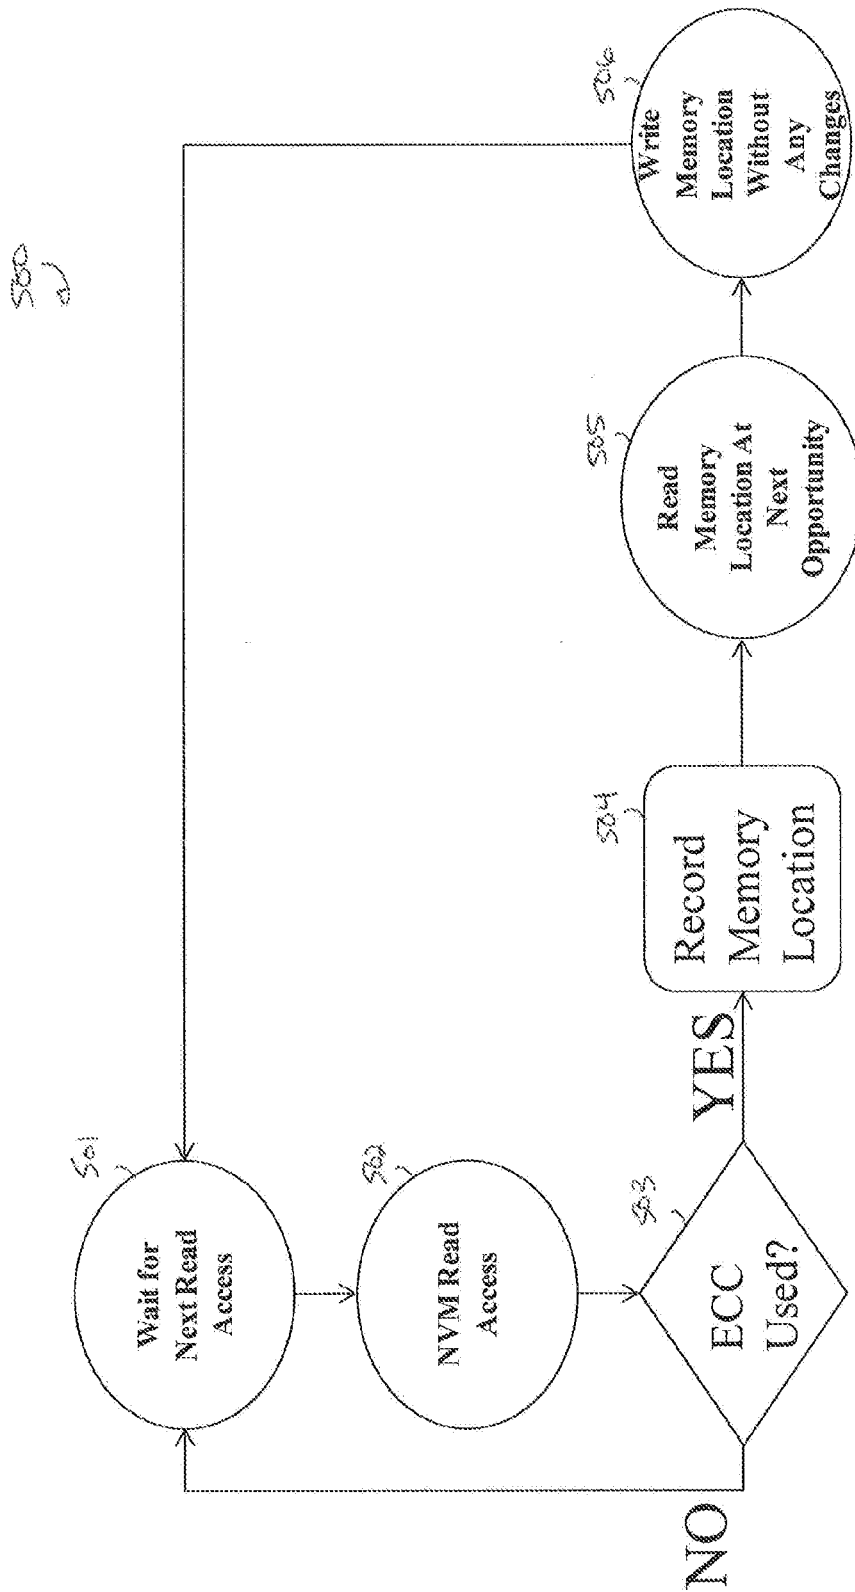 500
501
Wait for
Next Read
Access
502
NVM Read
Access
503
ECC
Used?
NO
YES
504
Record
Memory
Location
505
Read
Memory
Location At
Next
Opportunity
506
Write
Memory
Location
Without
Any
Changes